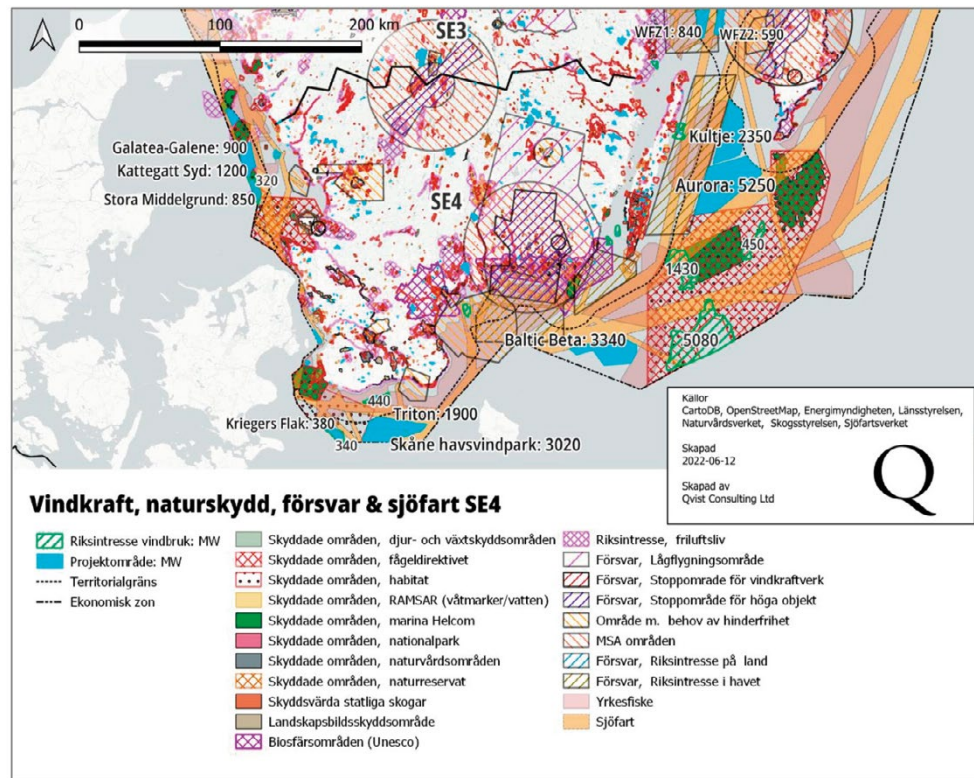 0
100
200 km
SE3
WFZ1: 840
WFZ2: 590
Galatea-Galene: 900
Kattegatt Syd: 1200
320
Stora Middelgrund: 850
SE4
Kultje: 2350
Aurora: 5250
450
1430
5080
Baltic Beta: 3340
440
Triton: 1900
Kriegers Flak: 380
340
Skåne havsvindpark: 3020
Källor
CartoDB, OpenStreetMap, Energimyndigheten, Länsstyrelsen,
Naturvårdsverket, Skogsstyrelsen, Sjöfartsverket
Skapad
2022-06-12
Skapad av
Qvist Consulting Ltd
Q
Vindkraft, naturskydd, försvar & sjöfart SE4
Riksintresse vindbruk: MW
Projektområde: MW
Territorialgräns
Ekonomisk zon
Skyddade områden, djur- och växtskyddsområden
Skyddade områden, fågeldirektivet
Skyddade områden, habitat
Skyddade områden, RAMSAR (våtmarker/vatten)
Skyddade områden, marina Helcom
Skyddade områden, nationalpark
Skyddade områden, naturvårdsområden
Skyddade områden, naturreservat
Skyddsvärda statliga skogar
Landskapsbildsskyddsområde
Biosfärsområden (Unesco)
Riksintresse, friluftsliv
Försvar, Lågflygningsområde
Försvar, Stoppomrade för vindkraftverk
Försvar, Stoppområde för höga objekt
Område m. behov av hinderfrihet
MSA områden
Försvar, Riksintresse på land
Försvar, Riksintresse i havet
Yrkesfiske
Sjöfart